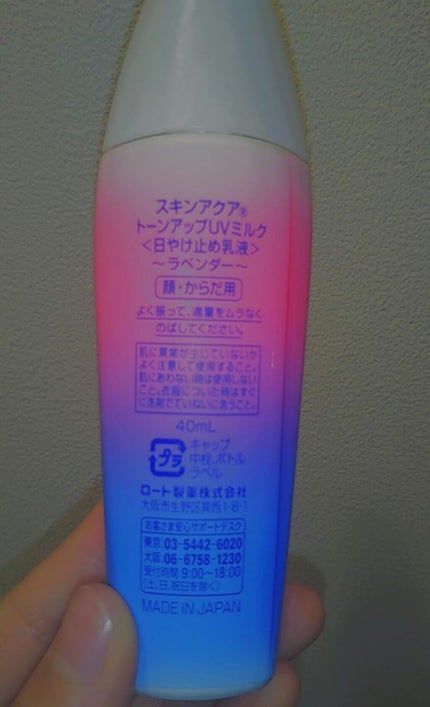 スキンアクア®
トーンアップUVミルク
<日やけ止め乳液>
～ラベンダー～
顔・からだ用
よく振って、適量をムラなく
のばしてください。
肌に異常が生じていないか
よく注意して使用すること。
肌にあわない時は使用しない
こと。衣服についた時はすぐ
に洗剤でていねいに洗うこと。
40mL
プラ
キャップ
中栓、ボトル
ラベル
ロート製薬株式会社
大阪市生野区巽西1-8-1
お客さま安心サポートデスク
東京 03-5442-6020
大阪 06-6758-1230
受付時間 9:00～18:00
(土、日、祝日を除く)
MADE IN JAPAN